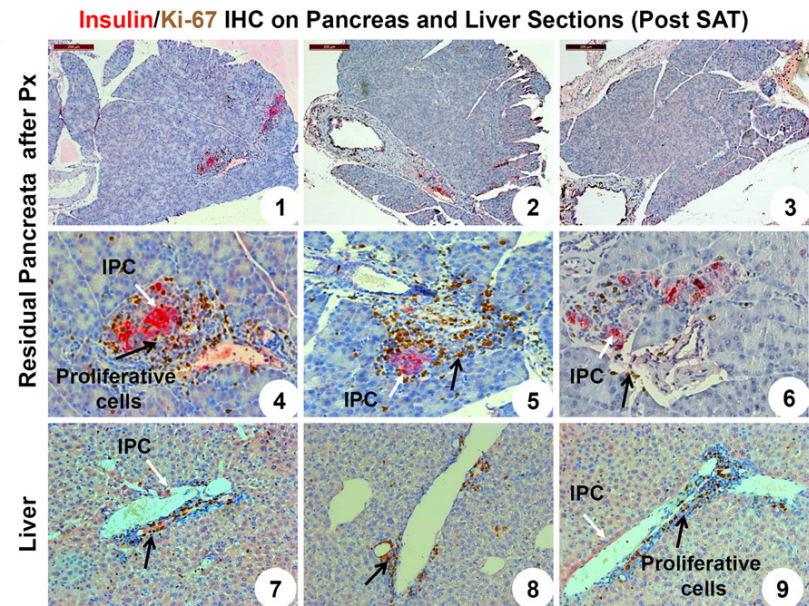 Insulin/Ki-67 IHC on Pancreas and Liver Sections (Post SAT)
Residual Pancreata after Px
1
2
3
IPC
Proliferative
cells
4
IPC
5
IPC
6
Liver
IPC
7
8
IPC
Proliferative
cells
9